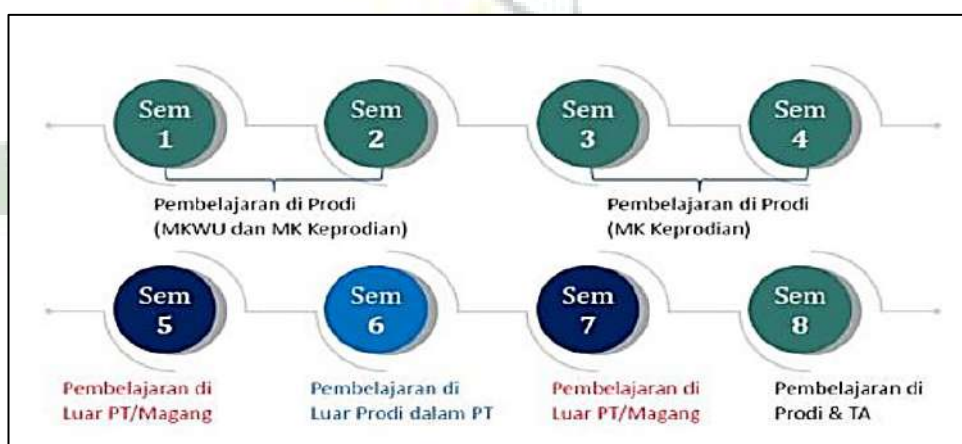 Sem
1
Sem
2
Sem
3
Sem
4
Pembelajaran di Prodi
(MKWU dan MK Keprodian)
Pembelajaran di Prodi
(MK Keprodian)
Sem
5
Sem
6
Sem
7
Sem
8
Pembelajaran di
Luar PT/Magang
Pembelajaran di
Luar Prodi dalam PT
Pembelajaran di
Luar PT/Magang
Pembelajaran di
Prodi & TA